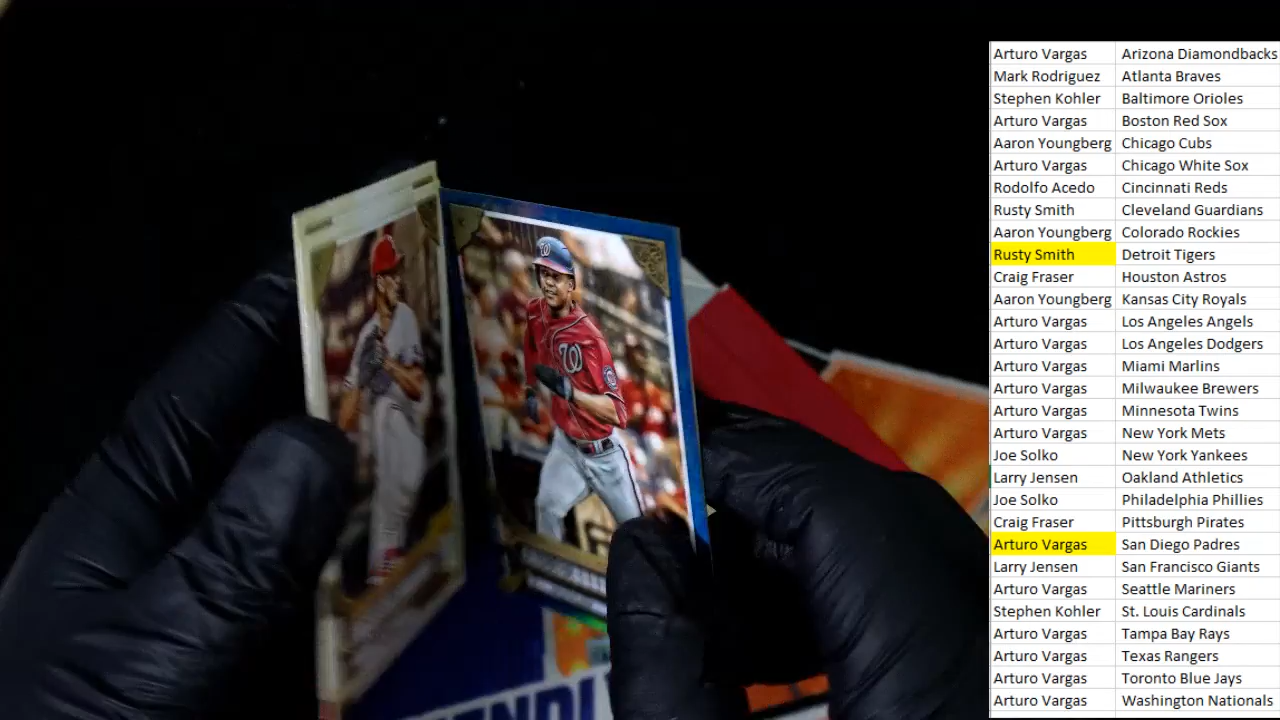 Arturo Vargas Arizona Diamondbacks
Mark Rodriguez Atlanta Braves
Stephen Kohler Baltimore Orioles
Arturo Vargas Boston Red Sox
Aaron Youngberg Chicago Cubs
Arturo Vargas Chicago White Sox
Rodolfo Acedo Cincinnati Reds
Rusty Smith Cleveland Guardians
Aaron Youngberg Colorado Rockies
Rusty Smith Detroit Tigers
Craig Fraser Houston Astros
Aaron Youngberg Kansas City Royals
Arturo Vargas Los Angeles Angels
Arturo Vargas Los Angeles Dodgers
Arturo Vargas Miami Marlins
Arturo Vargas Milwaukee Brewers
Arturo Vargas Minnesota Twins
Arturo Vargas New York Mets
Joe Solko New York Yankees
Larry Jensen Oakland Athletics
Joe Solko Philadelphia Phillies
Craig Fraser Pittsburgh Pirates
Arturo Vargas San Diego Padres
Larry Jensen San Francisco Giants
Arturo Vargas Seattle Mariners
Stephen Kohler St. Louis Cardinals
Arturo Vargas Tampa Bay Rays
Arturo Vargas Texas Rangers
Arturo Vargas Toronto Blue Jays
Arturo Vargas Washington Nationals
W
W